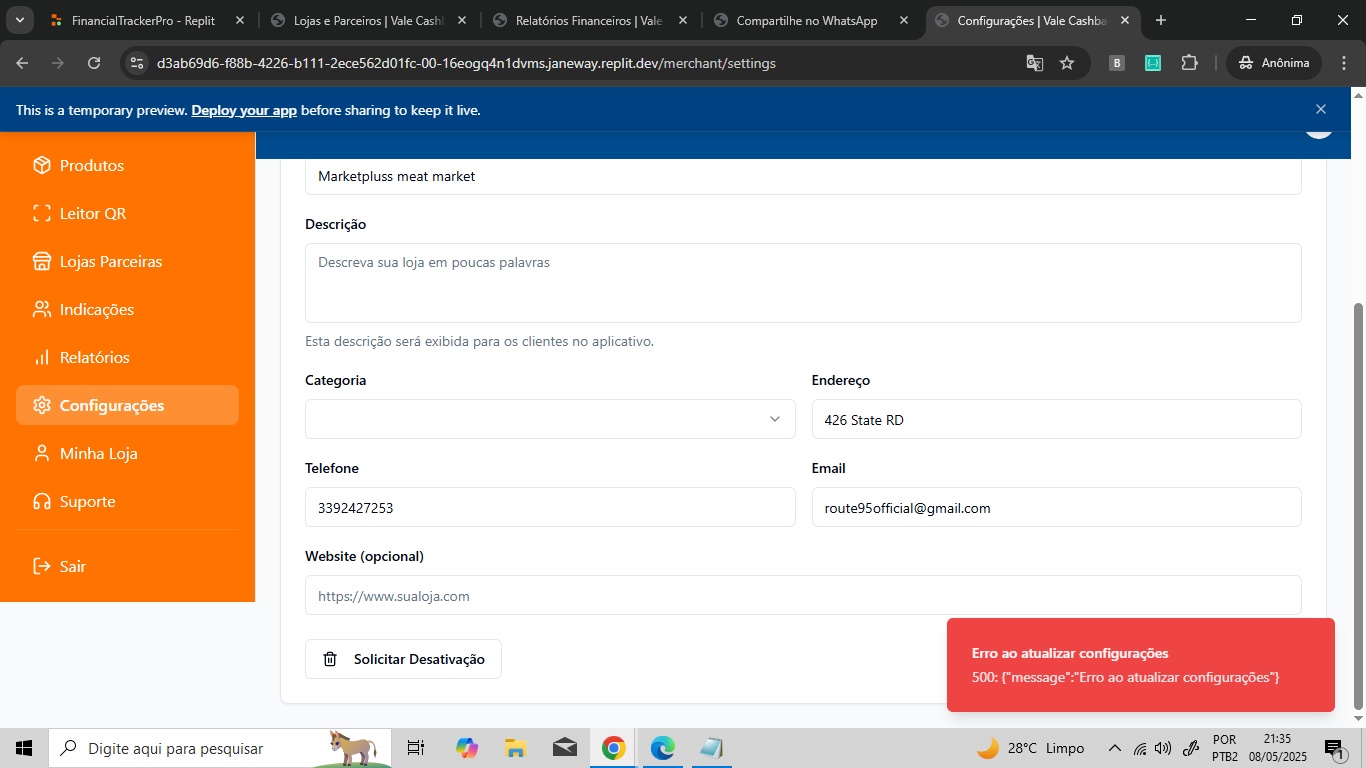 FinancialTrackerPro - Replit
Lojas e Parceiros | Vale Cashb
Relatórios Financeiros | Vale
Compartilhe no WhatsApp
Configurações | Vale Cashba
d3ab69d6-f88b-4226-b111-2ece562d01fc-00-16eogq4n1dvms.janeway.replit.dev/merchant/settings
B
Anônima
This is a temporary preview. Deploy your app before sharing to keep it live.
Produtos
Leitor QR
Lojas Parceiras
Indicações
Relatórios
Configurações
Minha Loja
Suporte
Sair
Marketpluss meat market
Descrição
Descreva sua loja em poucas palavras
Esta descrição será exibida para os clientes no aplicativo.
Categoria
Endereço
426 State RD
Telefone
Email
3392427253
route95official@gmail.com
Website (opcional)
https://www.sualoja.com
Solicitar Desativação
Erro ao atualizar configurações
500: {"message":"Erro ao atualizar configurações"}
Digite aqui para pesquisar
28°C Limpo
POR
PTB2
21:35
08/05/2025
1